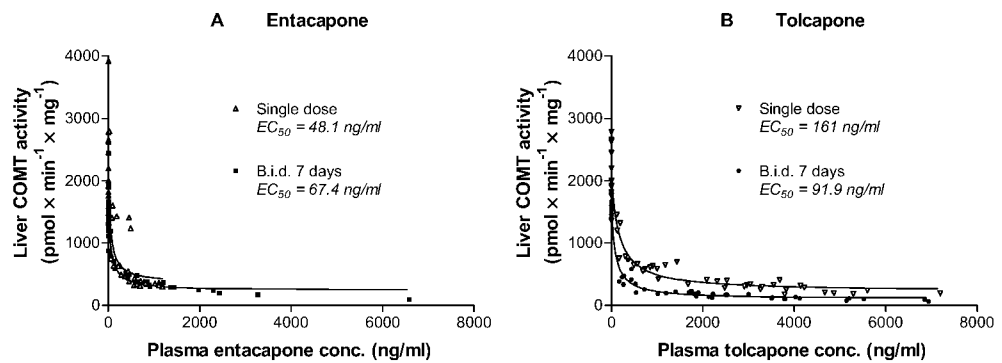 A Entacapone
Liver COMT activity
(pmol × min⁻¹ × mg⁻¹)
4000
3000
2000
1000
0
Single dose
EC₅₀ = 48.1 ng/ml
B.i.d. 7 days
EC₅₀ = 67.4 ng/ml
0 2000 4000 6000 8000
Plasma entacapone conc. (ng/ml)
B Tolcapone
Liver COMT activity
(pmol × min⁻¹ × mg⁻¹)
4000
3000
2000
1000
0
Single dose
EC₅₀ = 161 ng/ml
B.i.d. 7 days
EC₅₀ = 91.9 ng/ml
0 2000 4000 6000 8000
Plasma tolcapone conc. (ng/ml)